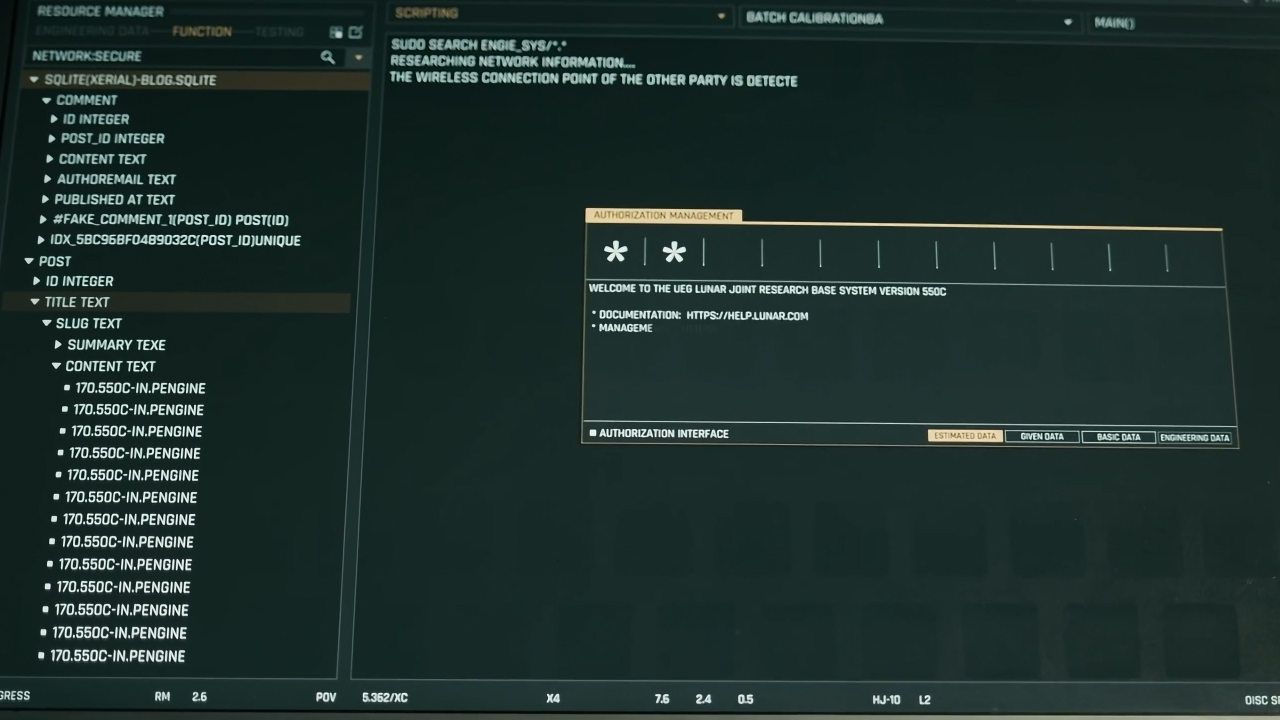 RESOURCE MANAGER
ENGINEERING DATA FUNCTION TESTING
NETWORK:SECURE
SQLITE(XERIAL)-BLOG.SQLITE
COMMENT
ID INTEGER
POST_ID INTEGER
CONTENT TEXT
AUTHOREMAIL TEXT
PUBLISHED AT TEXT
#FAKE_COMMENT_1(POST_ID) POST(ID)
IDX_5BC96BF0489032C(POST_ID)UNIQUE
POST
ID INTEGER
TITLE TEXT
SLUG TEXT
SUMMARY TEXE
CONTENT TEXT
170.550C-IN.PENGINE
170.550C-IN.PENGINE
170.550C-IN.PENGINE
170.550C-IN.PENGINE
170.550C-IN.PENGINE
170.550C-IN.PENGINE
170.550C-IN.PENGINE
170.550C-IN.PENGINE
170.550C-IN.PENGINE
170.550C-IN.PENGINE
170.550C-IN.PENGINE
170.550C-IN.PENGINE
170.550C-IN.PENGINE
SCRIPTING
BATCH CALIBRATION8A
MAIN()
SUDO SEARCH ENGIE_SYS/*.*
RESEARCHING NETWORK INFORMATION....
THE WIRELESS CONNECTION POINT OF THE OTHER PARTY IS DETECTE
AUTHORIZATION MANAGEMENT
* *
WELCOME TO THE UEG LUNAR JOINT RESEARCH BASE SYSTEM VERSION 550C
* DOCUMENTATION: HTTPS://HELP.LUNAR.COM
* MANAGEME
AUTHORIZATION INTERFACE
ESTIMATED DATA GIVEN DATA BASIC DATA ENGINEERING DATA
GRESS RM 2.6 POV 5.362/XC X4 7.6 2.4 0.5 HJ-10 L2 DISC